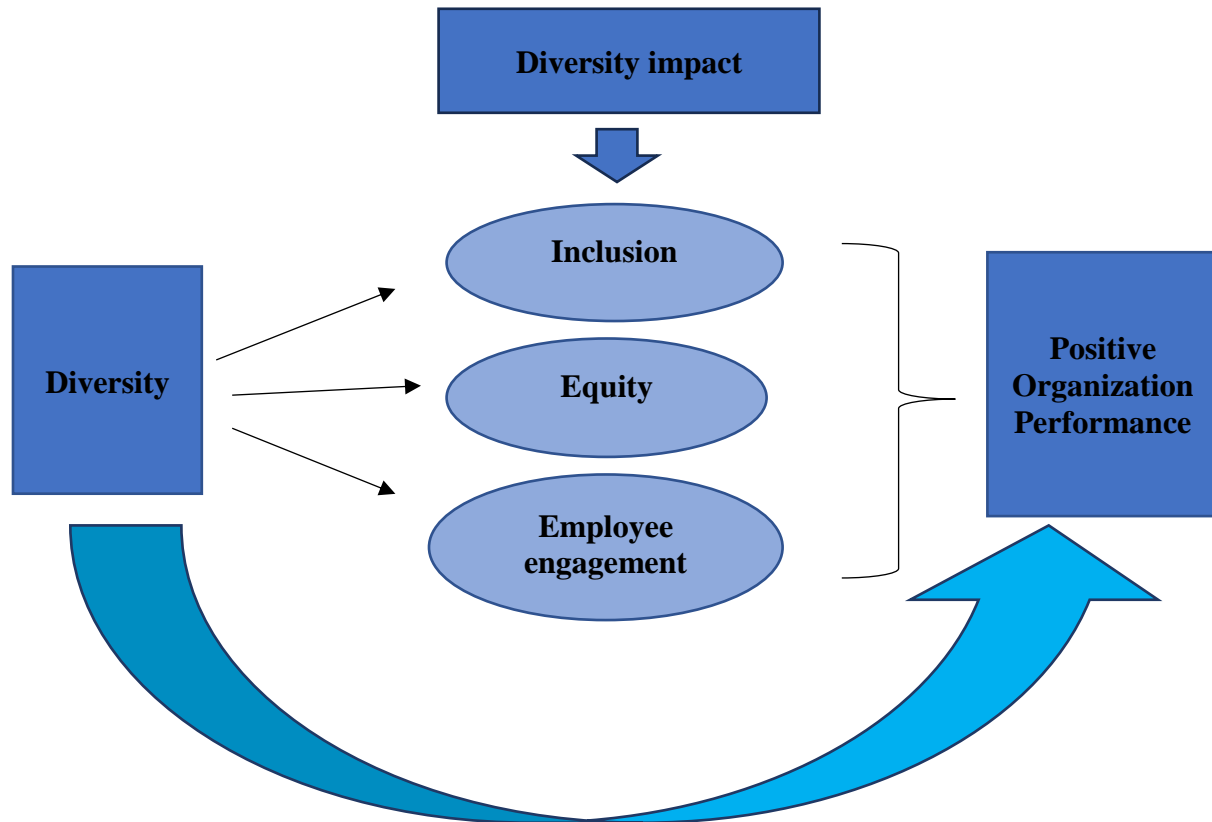 Diversity impact
Inclusion
Diversity
Equity
Positive
Organization
Performance
Employee
engagement